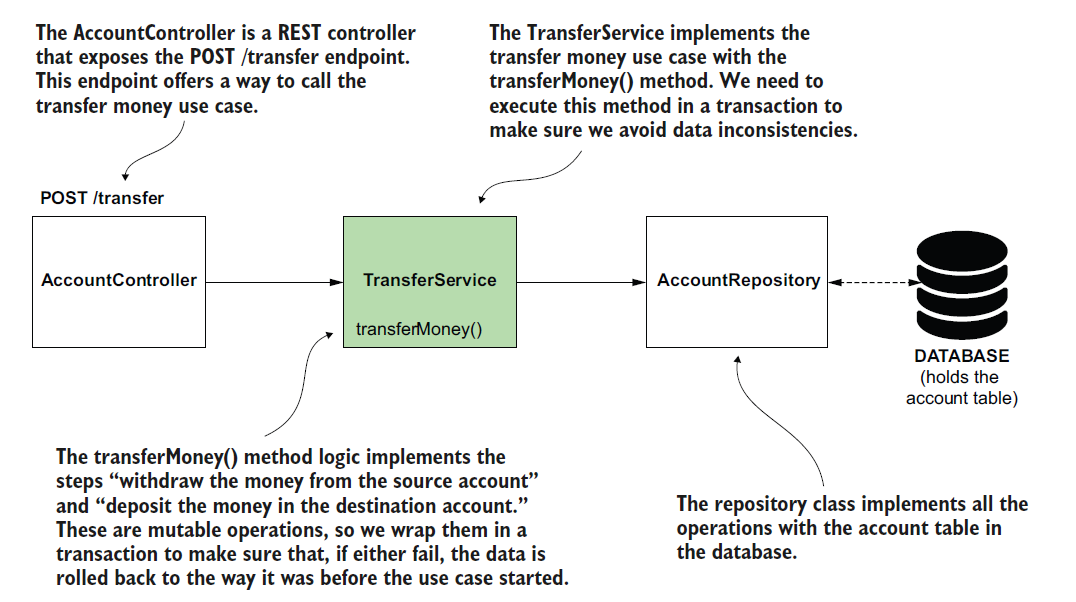 The AccountController is a REST controller
that exposes the POST /transfer endpoint.
This endpoint offers a way to call the
transfer money use case.
The TransferService implements the
transfer money use case with the
transferMoney() method. We need to
execute this method in a transaction to
make sure we avoid data inconsistencies.
POST /transfer
AccountController
TransferService
transferMoney()
AccountRepository
DATABASE
(holds the
account table)
The transferMoney() method logic implements the
steps “withdraw the money from the source account”
and “deposit the money in the destination account.”
These are mutable operations, so we wrap them in a
transaction to make sure that, if either fail, the data is
rolled back to the way it was before the use case started.
The repository class implements all the
operations with the account table in
the database.